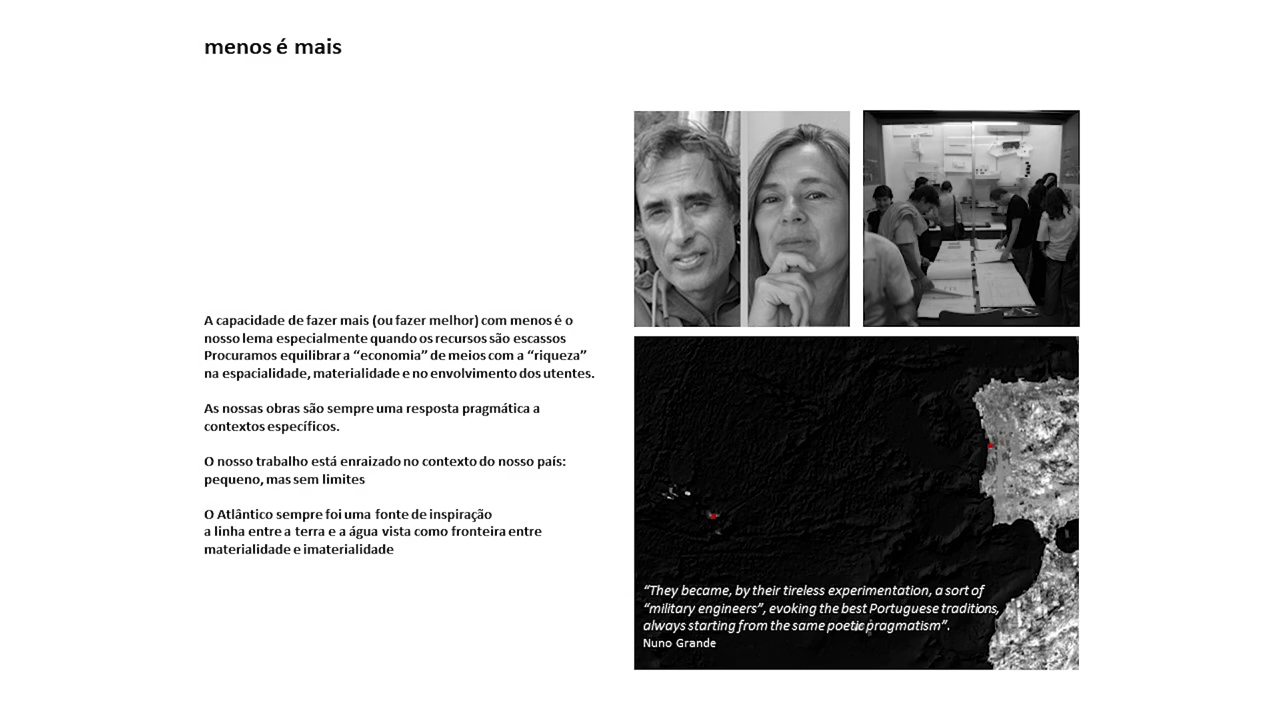 menos é mais
A capacidade de fazer mais (ou fazer melhor) com menos é o
nosso lema especialmente quando os recursos são escassos
Procuramos equilibrar a “economia” de meios com a “riqueza”
na espacialidade, materialidade e no envolvimento dos utentes.
As nossas obras são sempre uma resposta pragmática a
contextos específicos.
O nosso trabalho está enraizado no contexto do nosso país:
pequeno, mas sem limites
O Atlântico sempre foi uma fonte de inspiração
a linha entre a terra e a água vista como fronteira entre
materialidade e imaterialidade
“They became, by their tireless experimentation, a sort of
“military engineers”, evoking the best Portuguese traditions,
always starting from the same poetic pragmatism”.
Nuno Grande